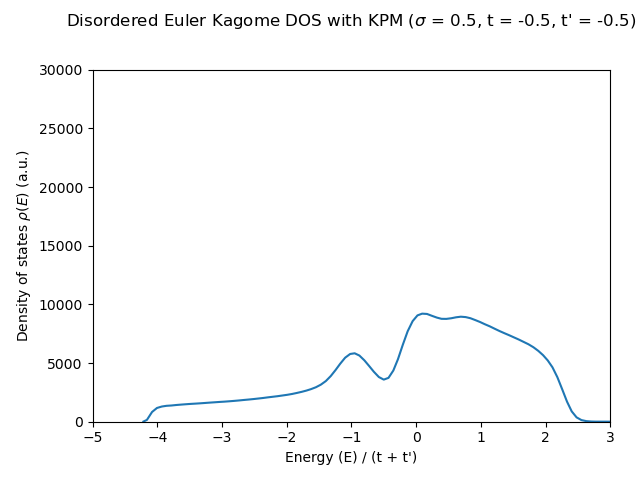 Disordered Euler Kagome DOS with KPM (σ = 0.5, t = -0.5, t' = -0.5)
30000
25000
20000
15000
10000
5000
0
Density of states ρ(E) (a.u.)
−5 −4 −3 −2 −1 0 1 2 3
Energy (E) / (t + t')